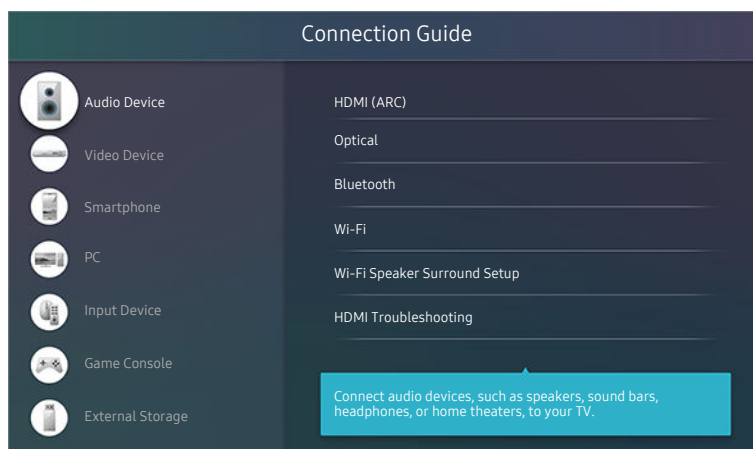 Connection Guide
Audio Device
Video Device
Smartphone
PC
Input Device
Game Console
External Storage
HDMI (ARC)
Optical
Bluetooth
Wi-Fi
Wi-Fi Speaker Surround Setup
HDMI Troubleshooting
Connect audio devices, such as speakers, sound bars,
headphones, or home theaters, to your TV.